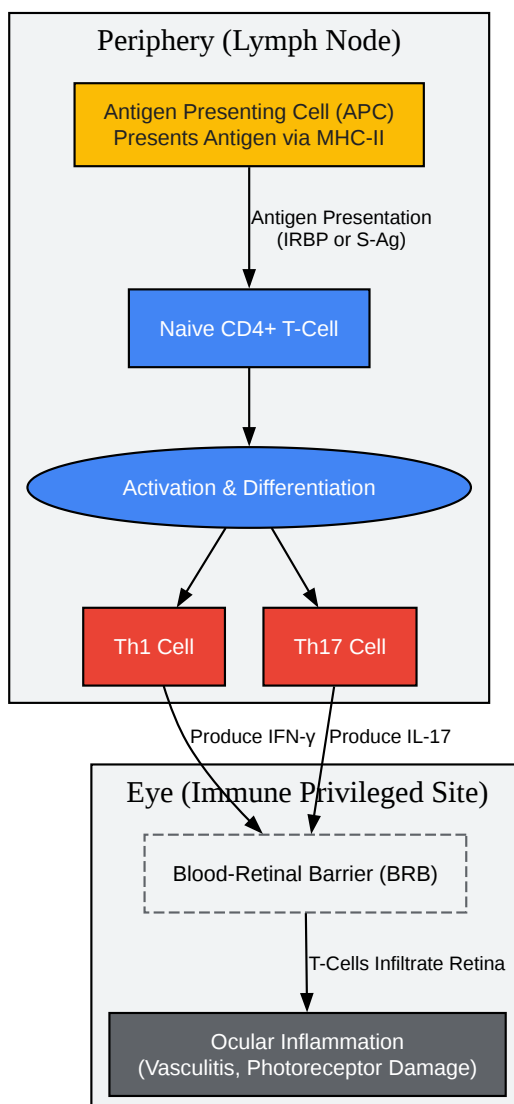 Periphery (Lymph Node)
Antigen Presenting Cell (APC)
Presents Antigen via MHC-II
Antigen Presentation
(IRBP or S-Ag)
Naive CD4+ T-Cell
Activation & Differentiation
Th1 Cell
Th17 Cell
Produce IFN-γ
Produce IL-17
Eye (Immune Privileged Site)
Blood-Retinal Barrier (BRB)
T-Cells Infiltrate Retina
Ocular Inflammation
(Vasculitis, Photoreceptor Damage)